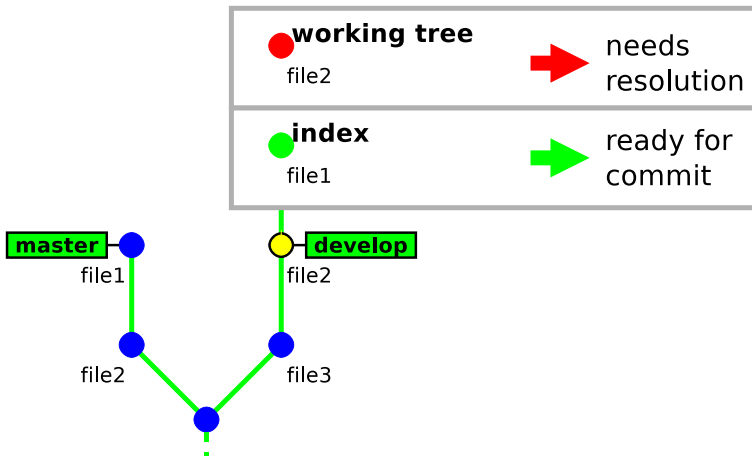 working tree
file2
needs
resolution
index
file1
ready for
commit
master
develop
file1
file2
file2
file3